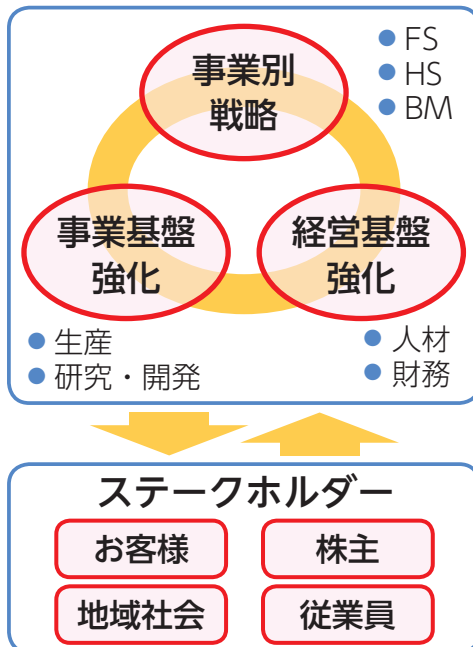 事業別
戦略
● FS
● HS
● BM
事業基盤
強化
経営基盤
強化
● 生産
● 研究・開発
● 人材
● 財務
ステークホルダー
お客様
株主
地域社会
従業員